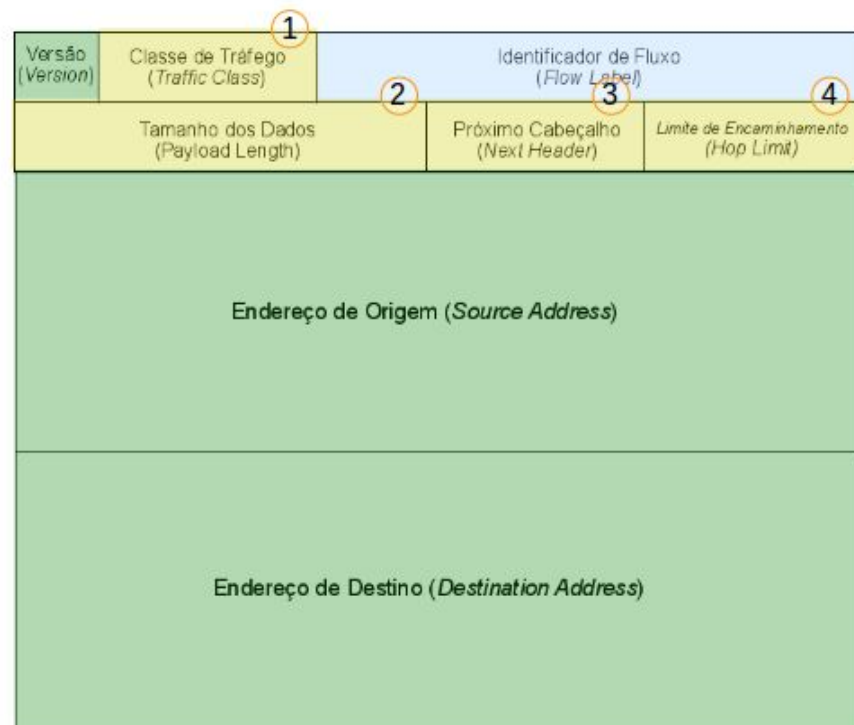 1
Versão
(Version)
Classe de Tráfego
(Traffic Class)
Identificador de Fluxo
(Flow Label)
2
3
4
Tamanho dos Dados
(Payload Length)
Próximo Cabeçalho
(Next Header)
Limite de Encaminhamento
(Hop Limit)
Endereço de Origem (Source Address)
Endereço de Destino (Destination Address)